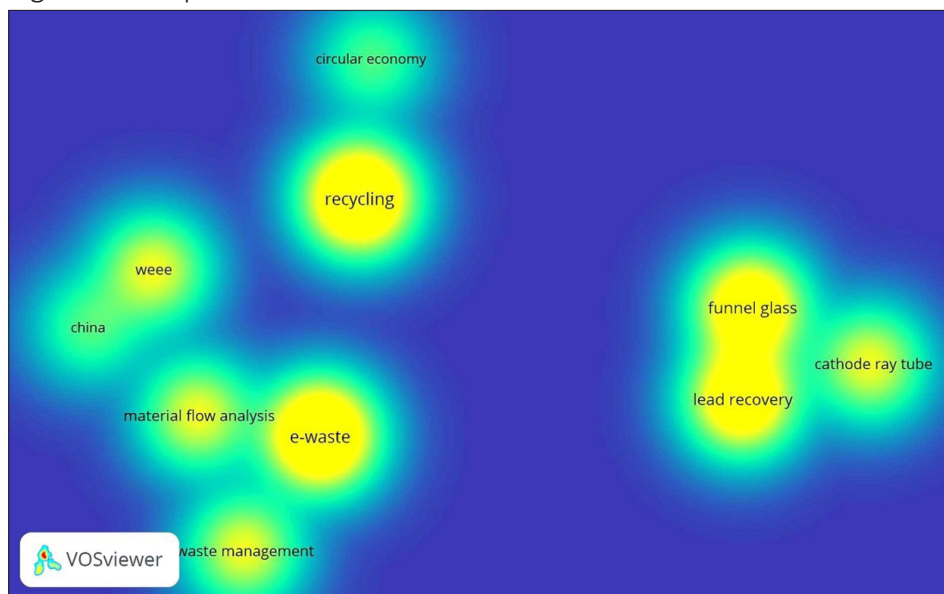 circular economy
recycling
weee
china
funnel glass
cathode ray tube
lead recovery
material flow analysis
e-waste
waste management
VOSviewer